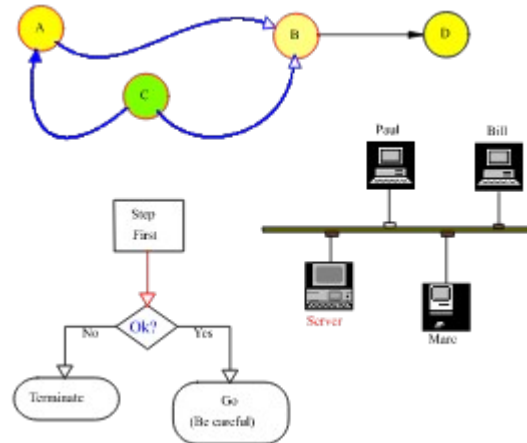 A
B
D
C
Paul
Bill
Step
First
Server
Marc
Ok?
No
Yes
Terminate
Go
(Be careful)